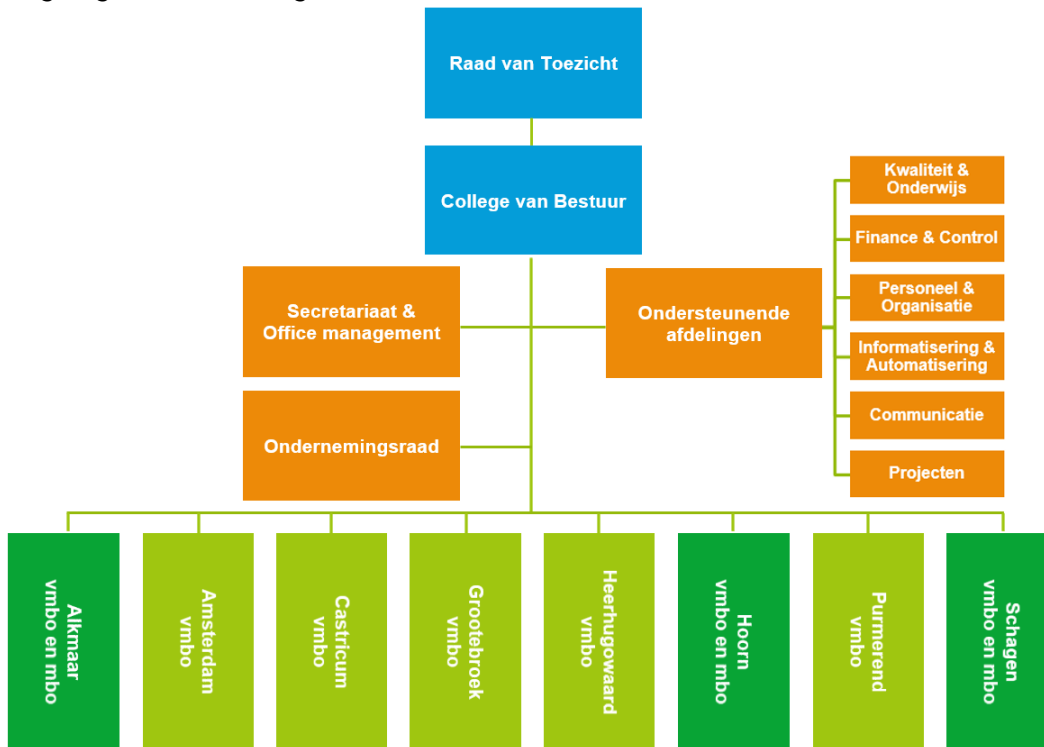 Raad van Toezicht
College van Bestuur
Secretariaat &
Office management
Ondersteunende
afdelingen
Ondernemingsraad
Kwaliteit &
Onderwijs
Finance & Control
Personeel &
Organisatie
Informatisering &
Automatisering
Communicatie
Projecten
Alkmaar
vmbo en mbo
Amsterdam
vmbo
Castricum
vmbo
Grootebroek
vmbo
Heerhugowaard
vmbo
Hoorn
vmbo en mbo
Purmerend
vmbo
Schagen
vmbo en mbo